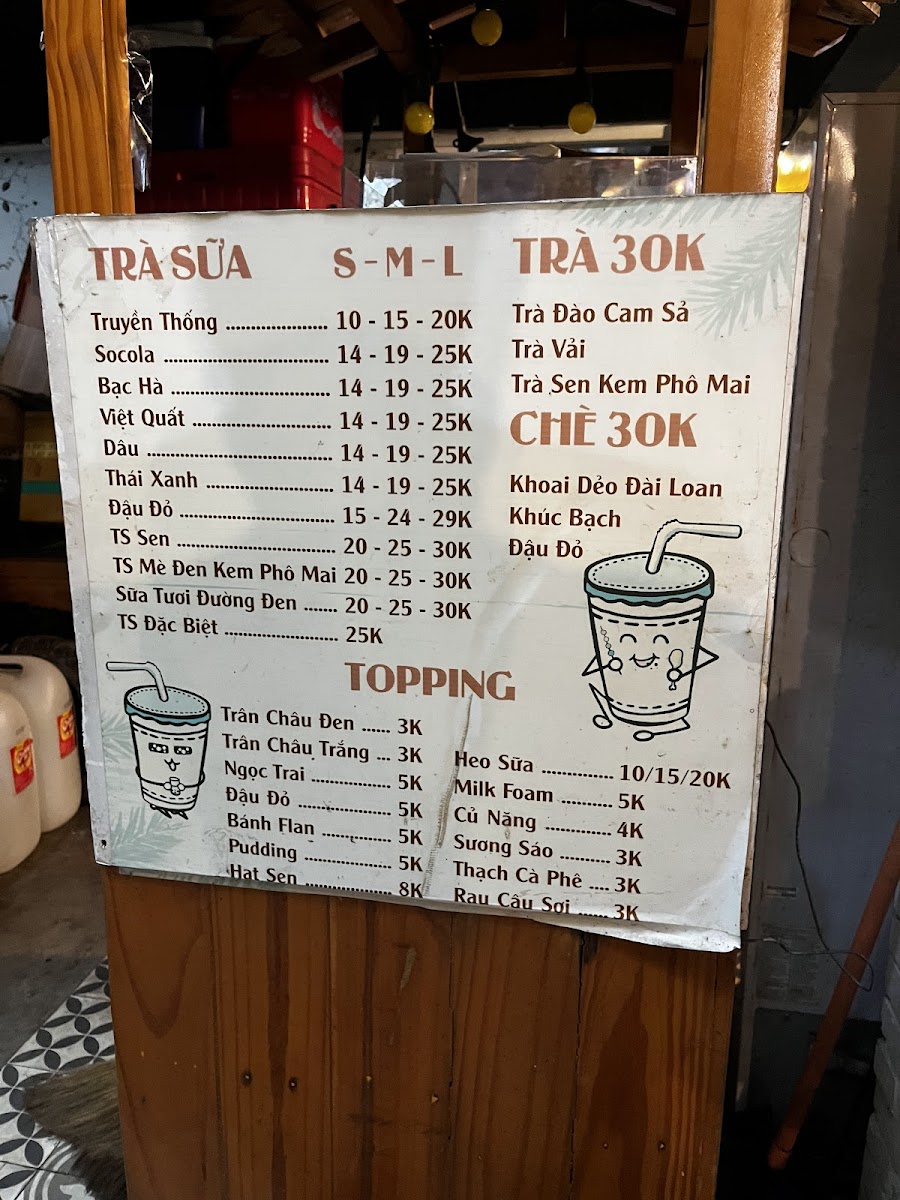 TRÀ SỮA S - M - L
Truyền Thống ..................... 10 - 15 - 20K
Socola .................................. 14 - 19 - 25K
Bạc Hà ................................. 14 - 19 - 25K
Việt Quất ............................ 14 - 19 - 25K
Dâu ...................................... 14 - 19 - 25K
Thái Xanh .......................... 14 - 19 - 25K
Đậu Đỏ ................................ 15 - 24 - 29K
TS Sen ................................. 20 - 25 - 30K
TS Mè Đen Kem Phô Mai 20 - 25 - 30K
Sữa Tươi Đường Đen ....... 20 - 25 - 30K
TS Đặc Biệt ....................... 25K
TRÀ 30K
Trà Đào Cam Sả
Trà Vải
Trà Sen Kem Phô Mai
CHÈ 30K
Khoai Dẻo Đài Loan
Khúc Bạch
Đậu Đỏ
TOPPING
Trân Châu Đen ...... 3K
Trân Châu Trắng ... 3K
Ngọc Trai ................ 5K
Đậu Đỏ .................... 5K
Bánh Flan ............... 5K
Pudding .................. 5K
Hạt Sen .................. 8K
Heo Sữa ............. 10/15/20K
Milk Foam .......... 5K
Củ Năng ............. 4K
Sương Sáo .......... 3K
Thạch Cà Phê .... 3K
Rau Câu Sợi ...... 3K